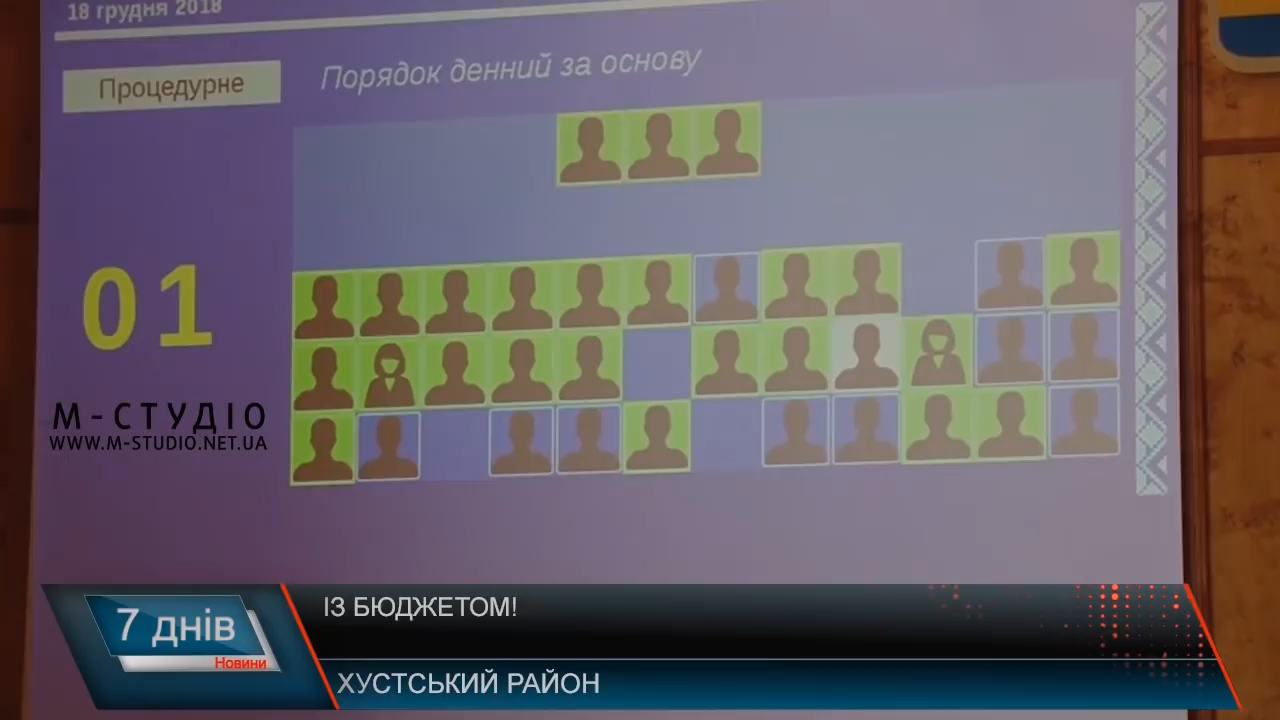 18 грудня 2018
Процедурне
Порядок денний за основу
01
М-СТУДІО
WWW.M-STUDIO.NET.UA
7 днів
Новини
ІЗ БЮДЖЕТОМ!
ХУСТСЬКИЙ РАЙОН